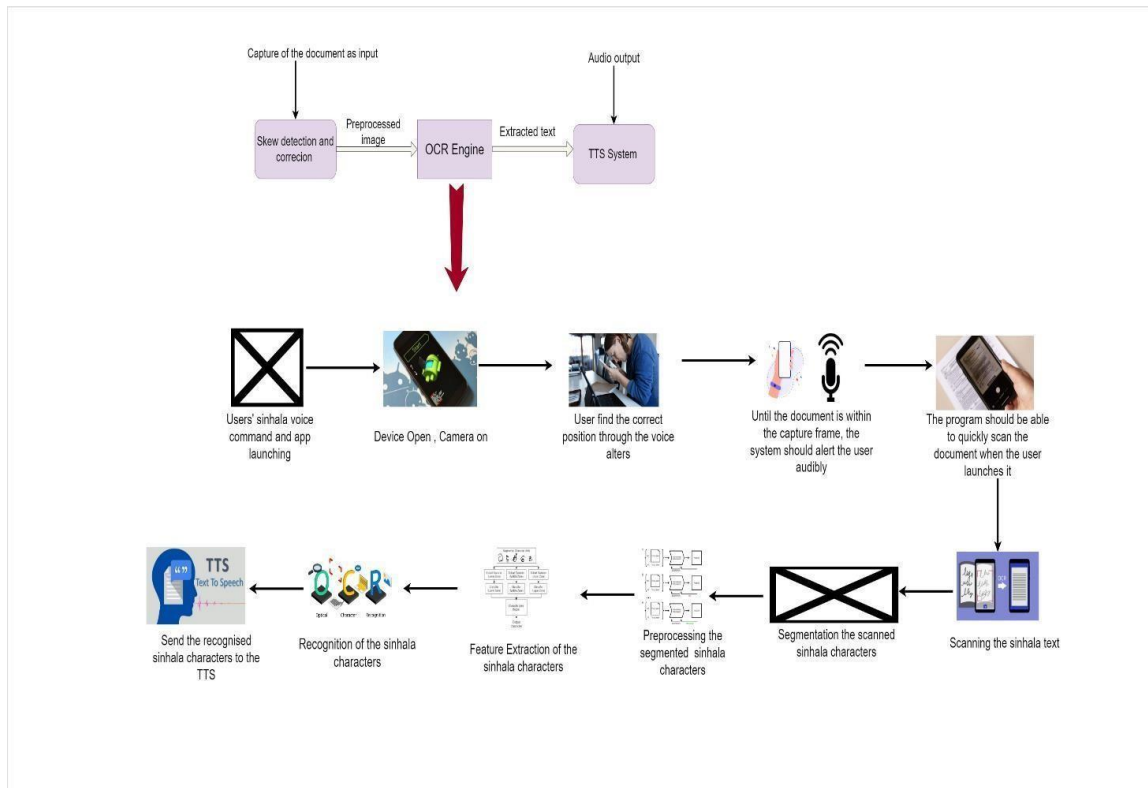 Capture of the document as input
Audio output
Skew detection and
correcion
Preprocessed
image
OCR Engine
Extracted text
TTS System
Users' sinhala voice
command and app
launching
Device Open , Camera on
User find the correct
position through the voice
alters
Until the document is within
the capture frame, the
system should alert the user
audibly
The program should be able
to quickly scan the
document when the user
launches it
TTS
Text To Speech
Send the recognised
sinhala characters to the
TTS
OCR
Optical Character Recognition
Recognition of the sinhala
characters
Feature Extraction of the
sinhala characters
Preprocessing the
segmented sinhala
characters
Segmentation the scanned
sinhala characters
Scanning the sinhala text